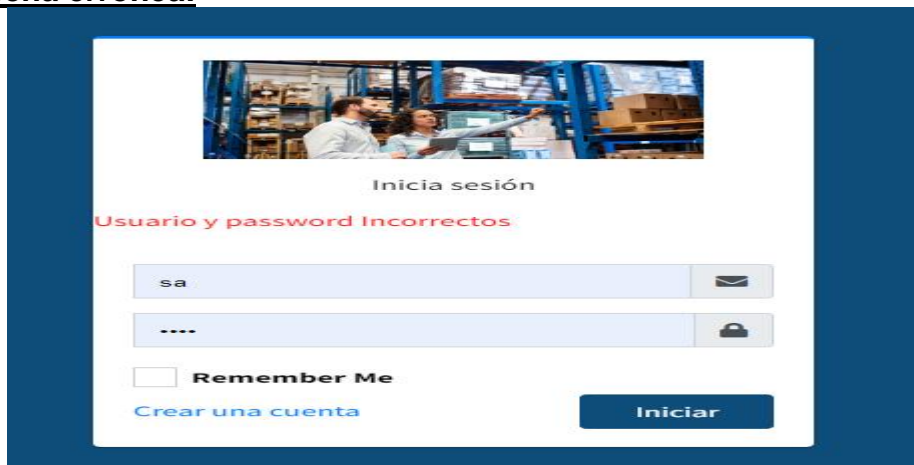 Inicia sesión
Usuario y password Incorrectos
sa
••••
Remember Me
Crear una cuenta
Iniciar